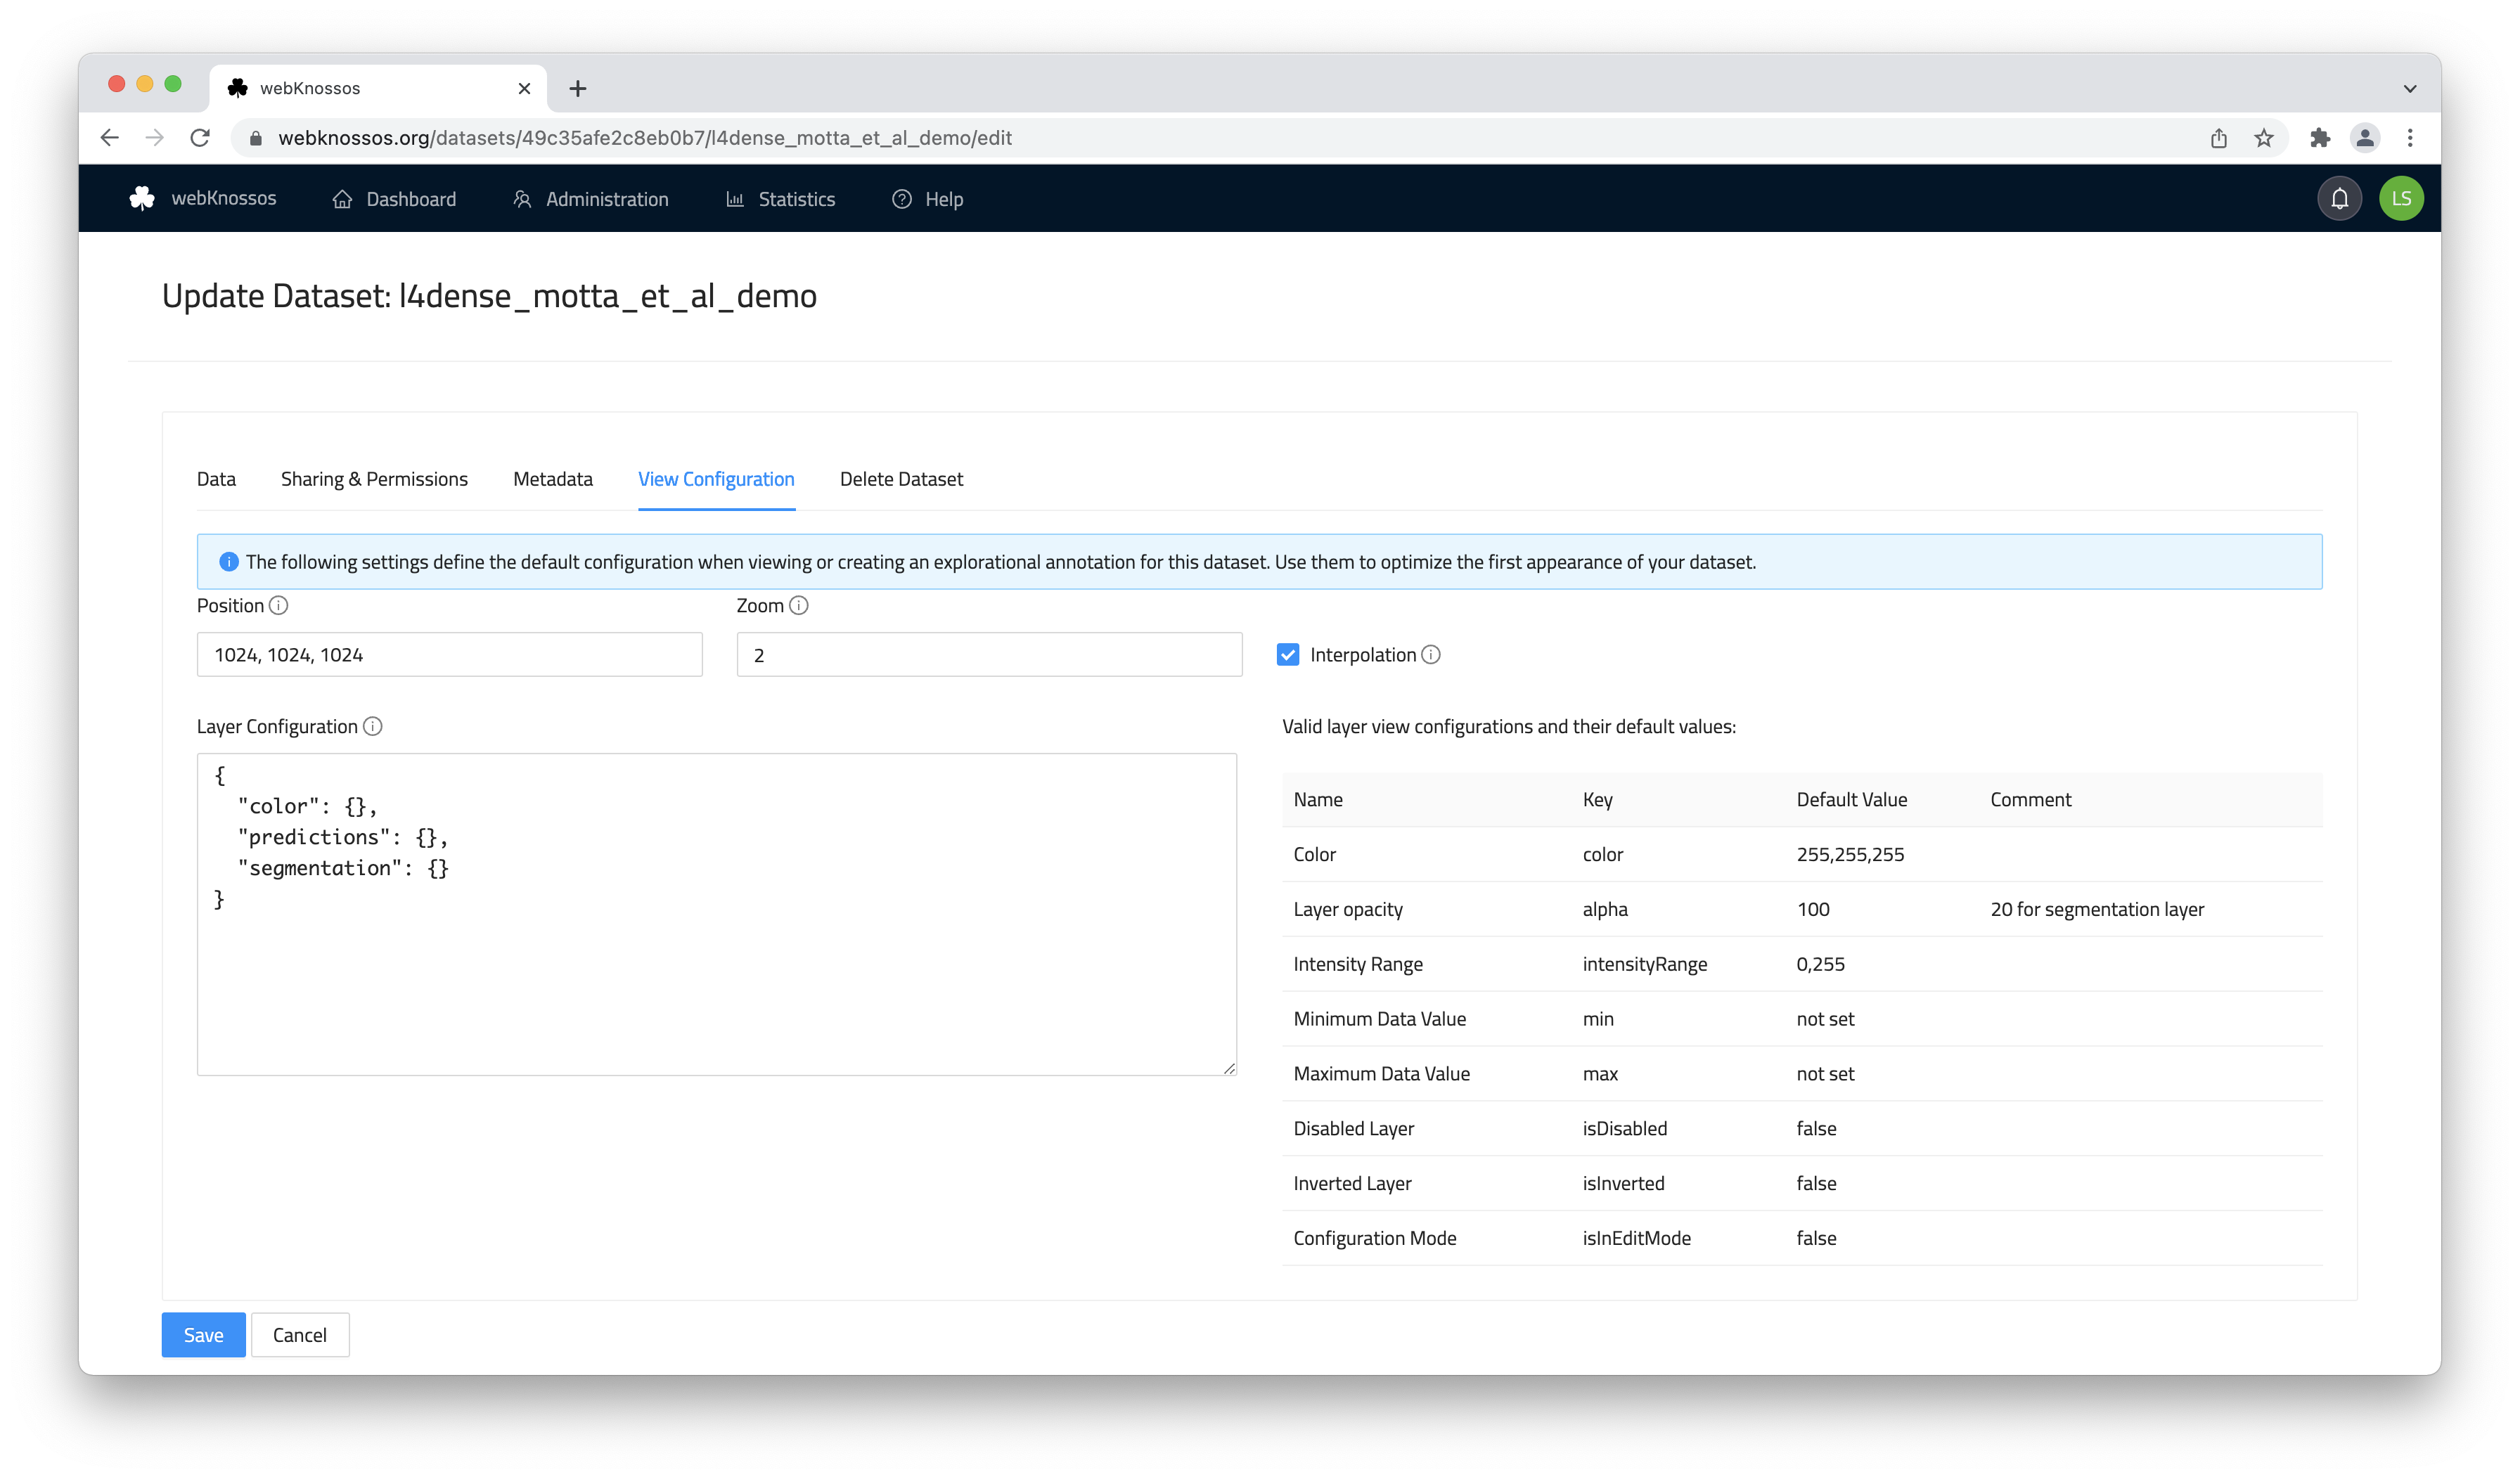 webKnossos
webknossos.org/datasets/49c35afe2c8eb0b7/l4dense_motta_et_al_demo/edit
webKnossos Dashboard Administration Statistics Help LS
Update Dataset: l4dense_motta_et_al_demo
Data Sharing & Permissions Metadata View Configuration Delete Dataset
The following settings define the default configuration when viewing or creating an explorational annotation for this dataset. Use them to optimize the first appearance of your dataset.
Position Zoom
1024, 1024, 1024 2 Interpolation
Layer Configuration
{
"color": {},
"predictions": {},
"segmentation": {}
}
Valid layer view configurations and their default values:
Name Key Default Value Comment
Color color 255,255,255
Layer opacity alpha 100 20 for segmentation layer
Intensity Range intensityRange 0,255
Minimum Data Value min not set
Maximum Data Value max not set
Disabled Layer isDisabled false
Inverted Layer isInverted false
Configuration Mode isInEditMode false
Save Cancel